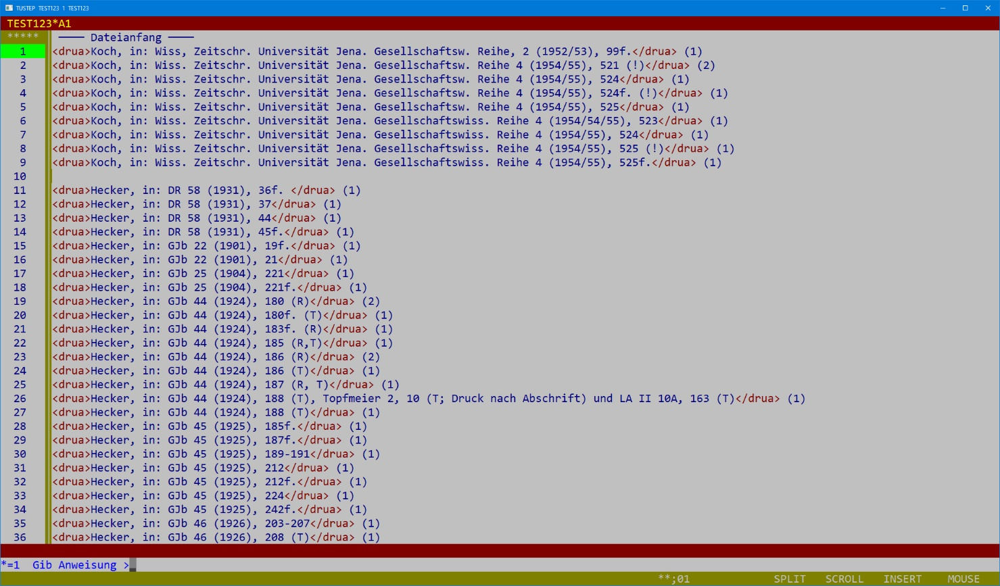 TUSTEP TEST123 1 TEST123
TEST123*A1
***** —— Dateianfang ——
1 <drua>Koch, in: Wiss, Zeitschr. Universität Jena. Gesellschaftsw. Reihe, 2 (1952/53), 99f.</drua> (1)
2 <drua>Koch, in: Wiss. Zeitschr. Universität Jena. Gesellschaftsw. Reihe 4 (1954/55), 521 (!)</drua> (2)
3 <drua>Koch, in: Wiss. Zeitschr. Universität Jena. Gesellschaftsw. Reihe 4 (1954/55), 524</drua> (1)
4 <drua>Koch, in: Wiss. Zeitschr. Universität Jena. Gesellschaftsw. Reihe 4 (1954/55), 524f. (!)</drua> (1)
5 <drua>Koch, in: Wiss. Zeitschr. Universität Jena. Gesellschaftsw. Reihe 4 (1954/55), 525</drua> (1)
6 <drua>Koch, in: Wiss. Zeitschr. Universität Jena. Gesellschaftswiss. Reihe 4 (1954/54/55), 523</drua> (1)
7 <drua>Koch, in: Wiss. Zeitschr. Universität Jena. Gesellschaftswiss. Reihe 4 (1954/55), 524</drua> (1)
8 <drua>Koch, in: Wiss. Zeitschr. Universität Jena. Gesellschaftswiss. Reihe 4 (1954/55), 525 (!)</drua> (1)
9 <drua>Koch, in: Wiss. Zeitschr. Universität Jena. Gesellschaftswiss. Reihe 4 (1954/55), 525f.</drua> (1)
10
11 <drua>Hecker, in: DR 58 (1931), 36f. </drua> (1)
12 <drua>Hecker, in: DR 58 (1931), 37</drua> (1)
13 <drua>Hecker, in: DR 58 (1931), 44</drua> (1)
14 <drua>Hecker, in: DR 58 (1931), 45f.</drua> (1)
15 <drua>Hecker, in: GJb 22 (1901), 19f.</drua> (1)
16 <drua>Hecker, in: GJb 22 (1901), 21</drua> (1)
17 <drua>Hecker, in: GJb 25 (1904), 221</drua> (1)
18 <drua>Hecker, in: GJb 25 (1904), 221f.</drua> (1)
19 <drua>Hecker, in: GJb 44 (1924), 180 (R)</drua> (2)
20 <drua>Hecker, in: GJb 44 (1924), 180f. (T)</drua> (1)
21 <drua>Hecker, in: GJb 44 (1924), 183f. (R)</drua> (1)
22 <drua>Hecker, in: GJb 44 (1924), 185 (R,T)</drua> (1)
23 <drua>Hecker, in: GJb 44 (1924), 186 (R)</drua> (2)
24 <drua>Hecker, in: GJb 44 (1924), 186 (T)</drua> (1)
25 <drua>Hecker, in: GJb 44 (1924), 187 (R, T)</drua> (1)
26 <drua>Hecker, in: GJb 44 (1924), 188 (T), Topfmeier 2, 10 (T; Druck nach Abschrift) und LA II 10A, 163 (T)</drua> (1)
27 <drua>Hecker, in: GJb 44 (1924), 188 (T)</drua> (1)
28 <drua>Hecker, in: GJb 45 (1925), 185f.</drua> (1)
29 <drua>Hecker, in: GJb 45 (1925), 187f.</drua> (1)
30 <drua>Hecker, in: GJb 45 (1925), 189-191</drua> (1)
31 <drua>Hecker, in: GJb 45 (1925), 212</drua> (1)
32 <drua>Hecker, in: GJb 45 (1925), 212f.</drua> (1)
33 <drua>Hecker, in: GJb 45 (1925), 224</drua> (1)
34 <drua>Hecker, in: GJb 45 (1925), 242f.</drua> (1)
35 <drua>Hecker, in: GJb 46 (1926), 203-207</drua> (1)
36 <drua>Hecker, in: GJb 46 (1926), 208 (T)</drua> (1)
*=1 Gib Anweisung >
**;01 SPLIT SCROLL INSERT MOUSE